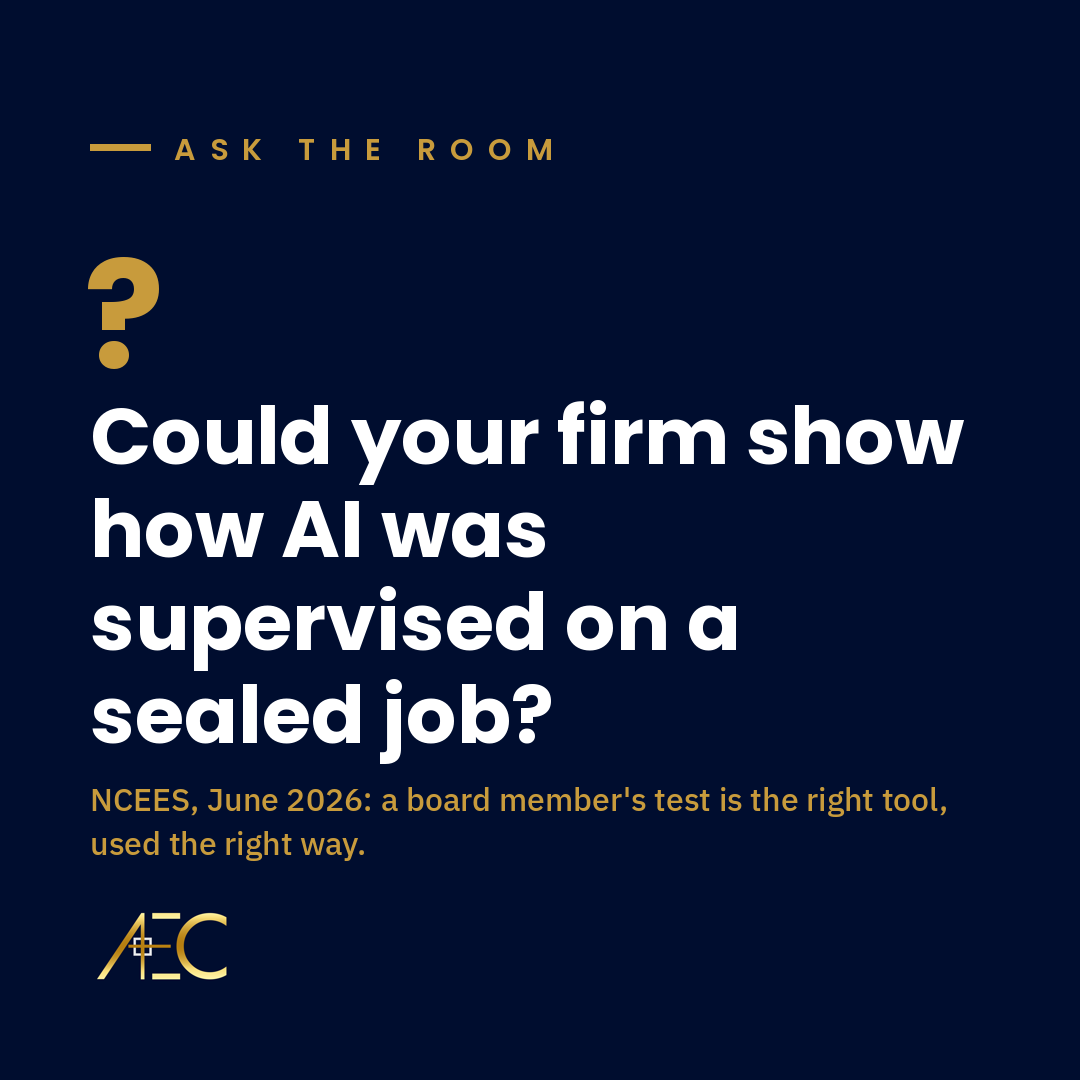 ASK THE ROOM
?
Could your firm show
how AI was
supervised on a
sealed job?
NCEES, June 2026: a board member's test is the right tool,
used the right way.
AEC